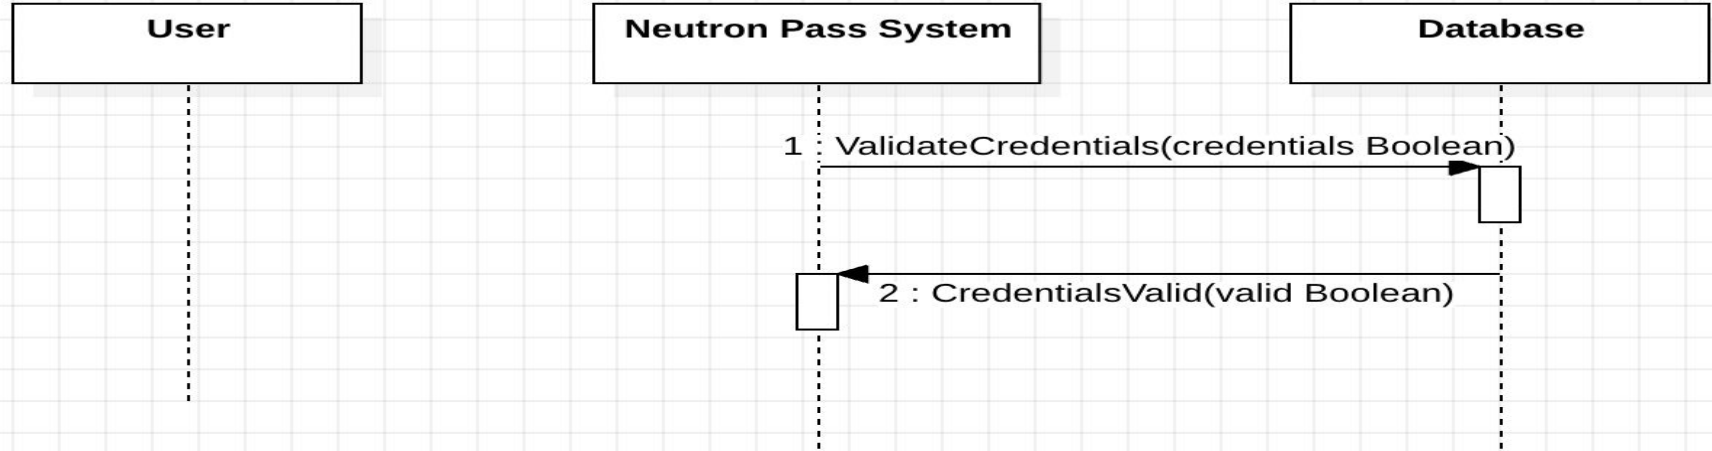 User
Neutron Pass System
Database
1 : ValidateCredentials(credentials Boolean)
2 : CredentialsValid(valid Boolean)